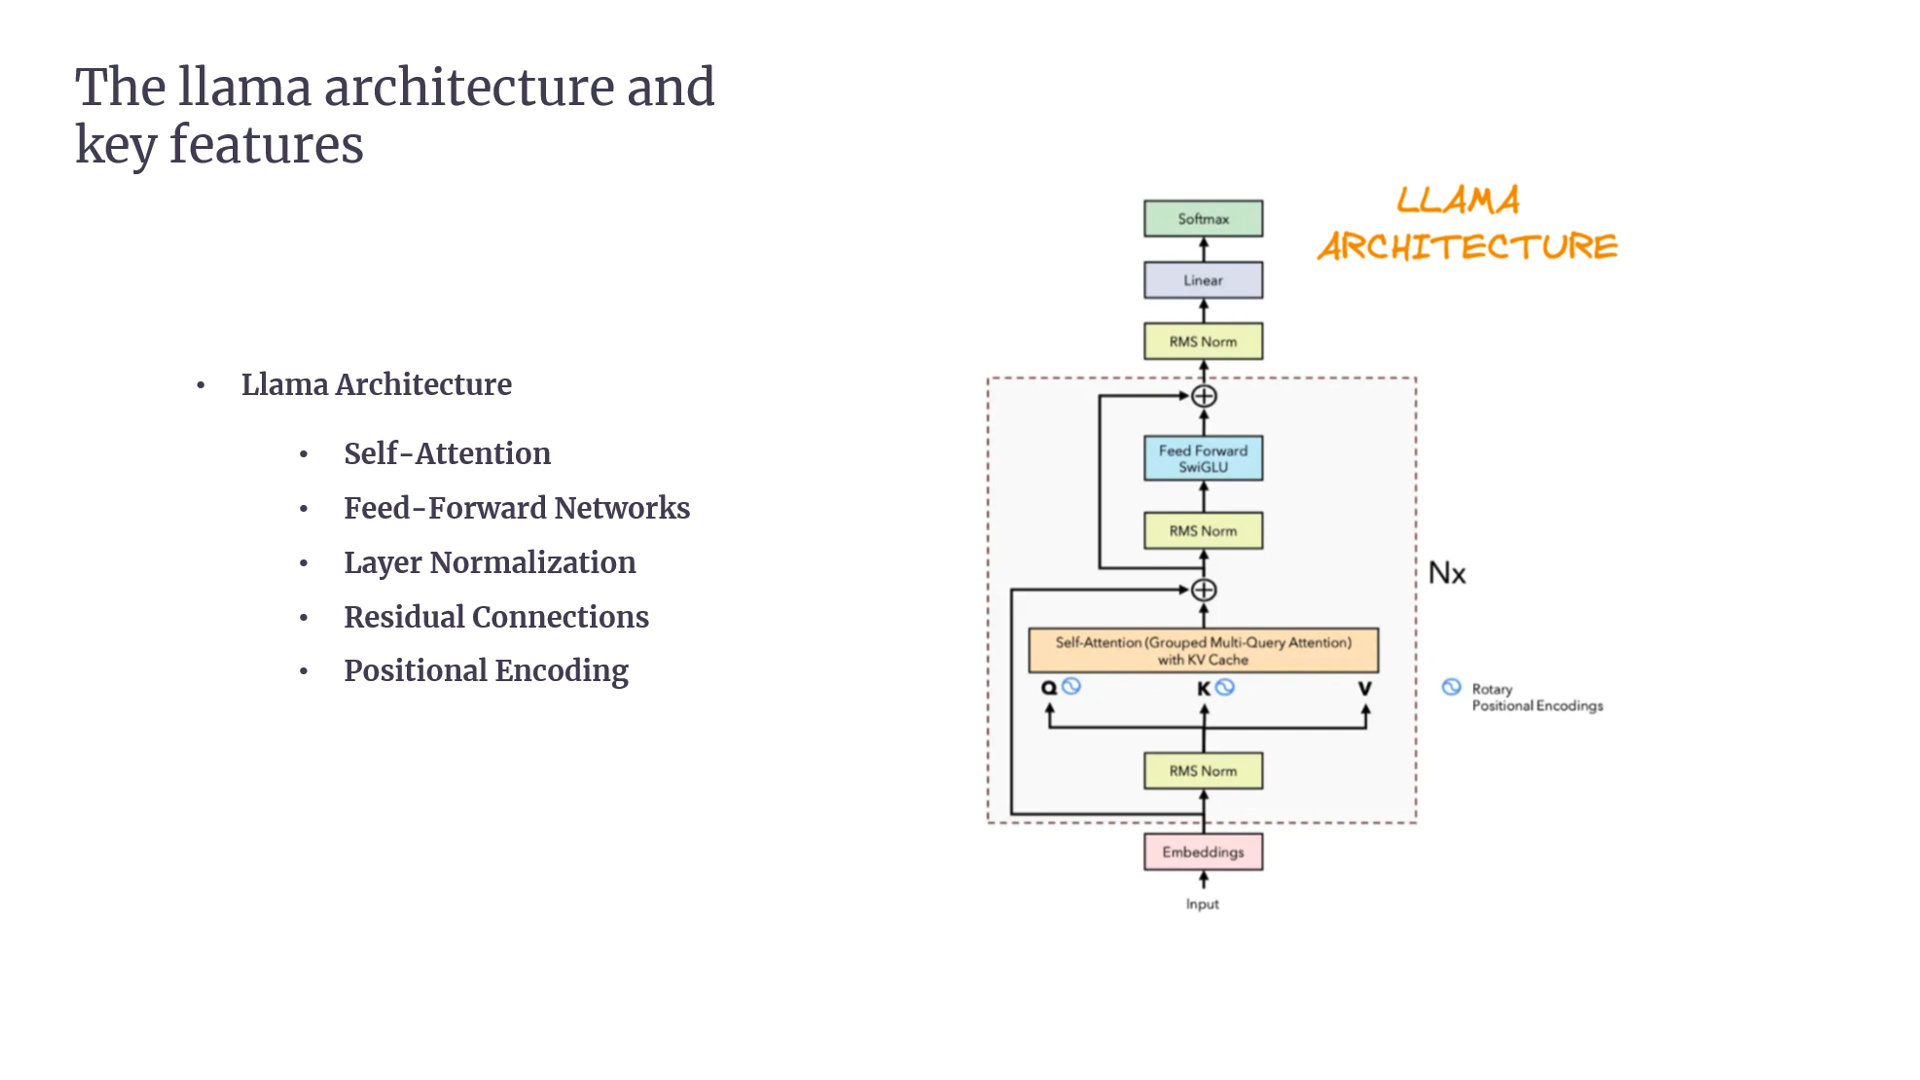 The llama architecture and
key features
• Llama Architecture
• Self-Attention
• Feed-Forward Networks
• Layer Normalization
• Residual Connections
• Positional Encoding
LLAMA
ARCHITECTURE
Softmax
Linear
RMS Norm
Feed Forward
SwiGLU
RMS Norm
Nx
Self-Attention (Grouped Multi-Query Attention)
with KV Cache
Q K V
Rotary
Positional Encodings
RMS Norm
Embeddings
Input